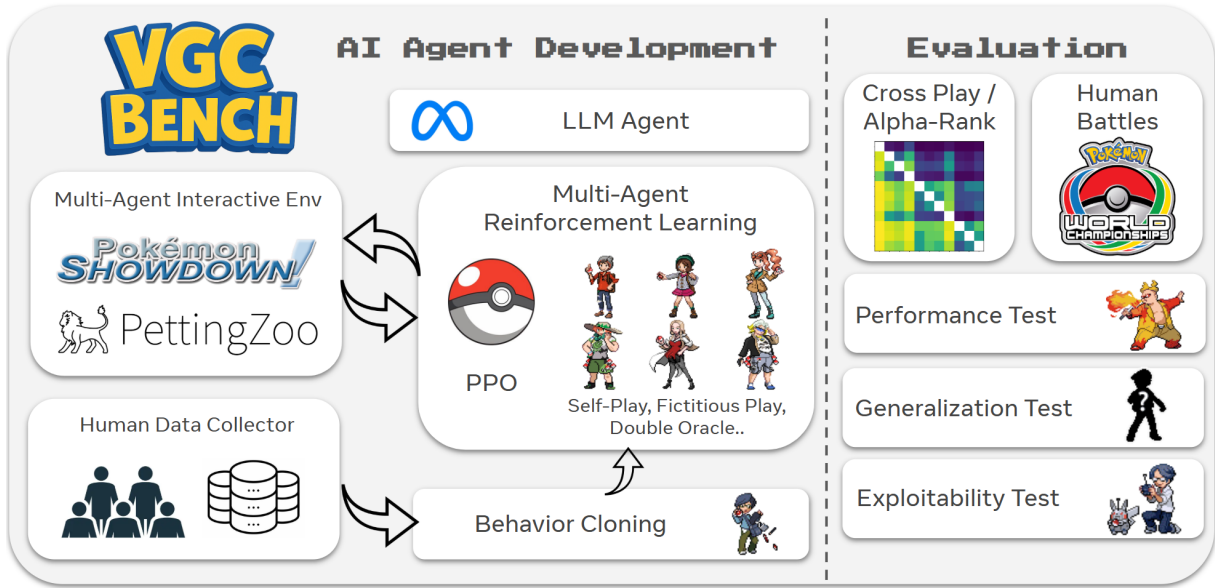 VGC
BENCH
AI Agent Development
LLM Agent
Multi-Agent Interactive Env
Pokémon
SHOWDOWN!
PettingZoo
Multi-Agent
Reinforcement Learning
PPO
Self-Play, Fictitious Play,
Double Oracle..
Human Data Collector
Behavior Cloning
Evaluation
Cross Play /
Alpha-Rank
Human
Battles
POKÉMON
WORLD
CHAMPIONSHIPS
Performance Test
Generalization Test
?
Exploitability Test